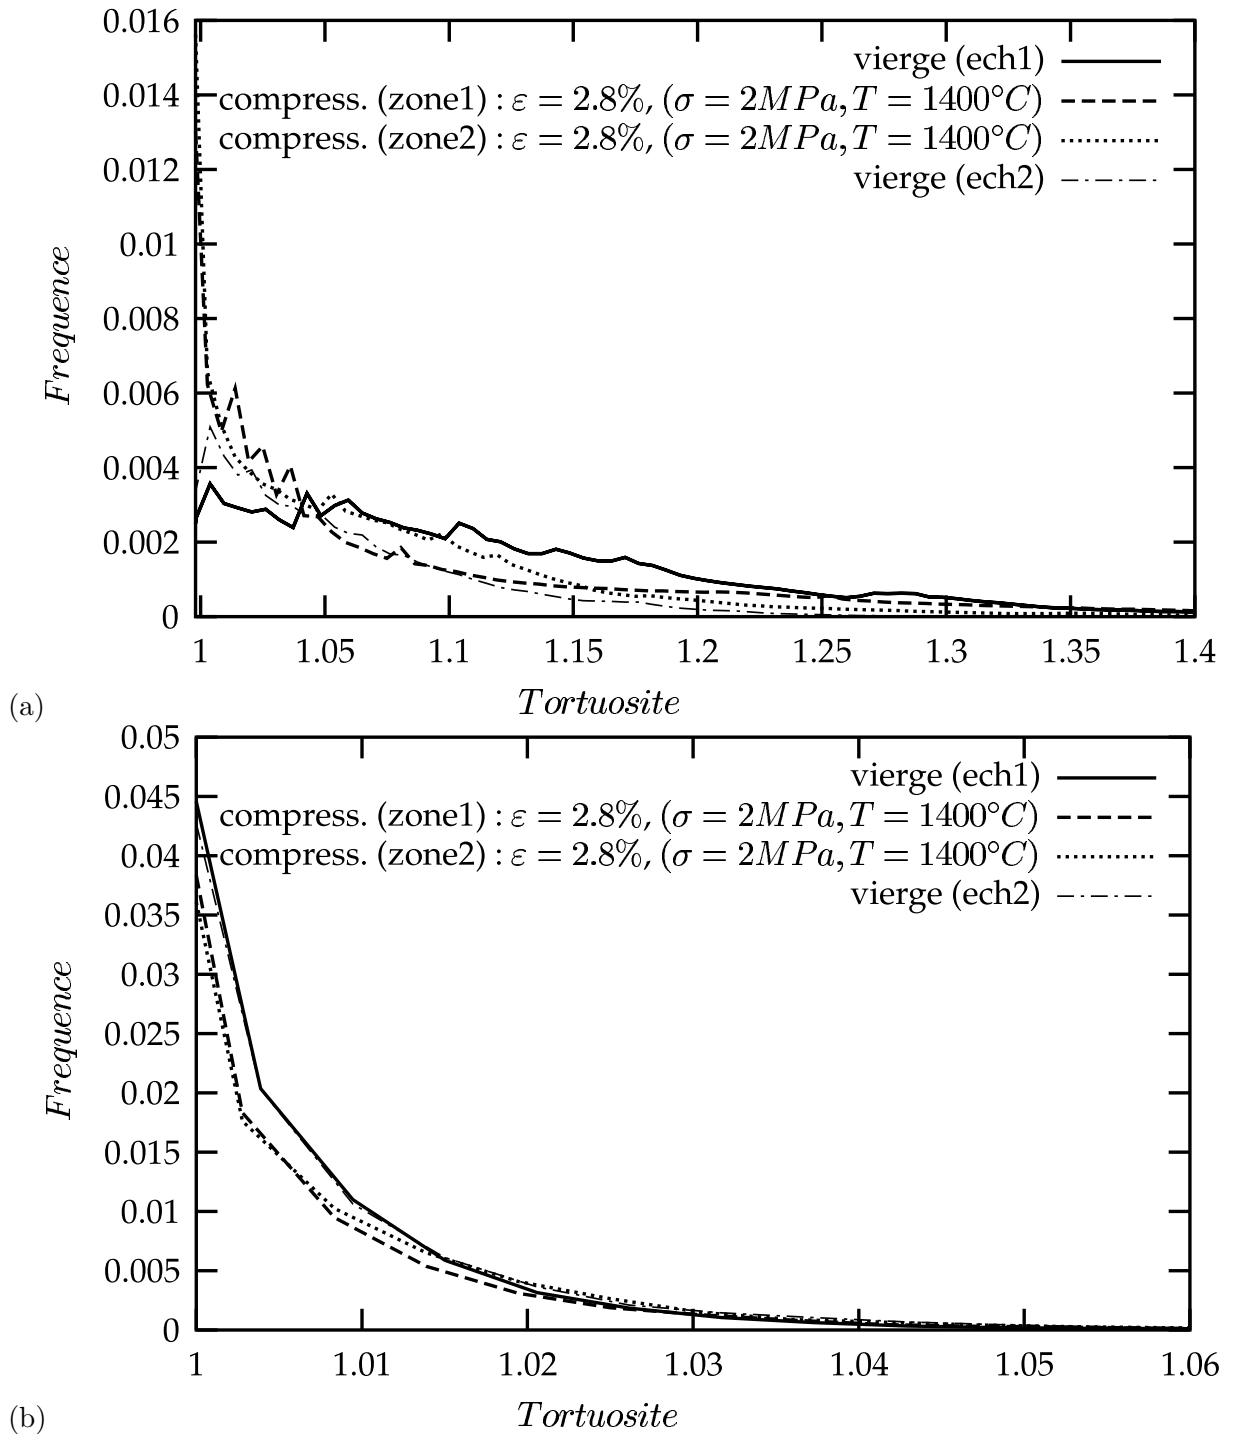 0.016
vierge (ech1)
0.014
compress. (zone1) : ε = 2.8%, (σ = 2MPa, T = 1400°C)
compress. (zone2) : ε = 2.8%, (σ = 2MPa, T = 1400°C)
0.012
vierge (ech2)
0.01
0.008
Frequence
0.006
0.004
0.002
0
1 1.05 1.1 1.15 1.2 1.25 1.3 1.35 1.4
(a)
Tortuosite
0.05
vierge (ech1)
0.045
compress. (zone1) : ε = 2.8%, (σ = 2MPa, T = 1400°C)
0.04
compress. (zone2) : ε = 2.8%, (σ = 2MPa, T = 1400°C)
vierge (ech2)
0.035
0.03
0.025
Frequence
0.02
0.015
0.01
0.005
0
1 1.01 1.02 1.03 1.04 1.05 1.06
(b)
Tortuosite